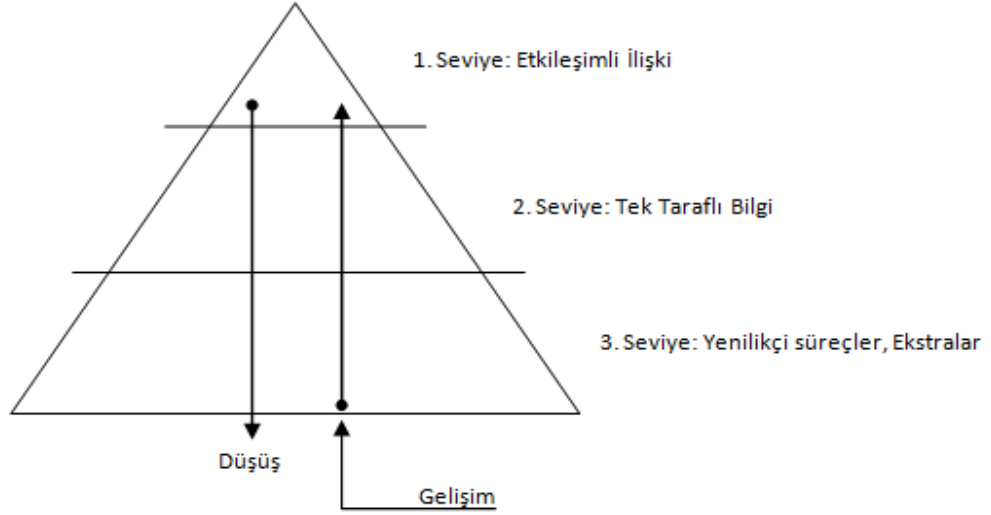 1. Seviye: Etkileşimli İlişki
2. Seviye: Tek Taraflı Bilgi
3. Seviye: Yenilikçi süreçler, Ekstralar
Düşüş
Gelişim